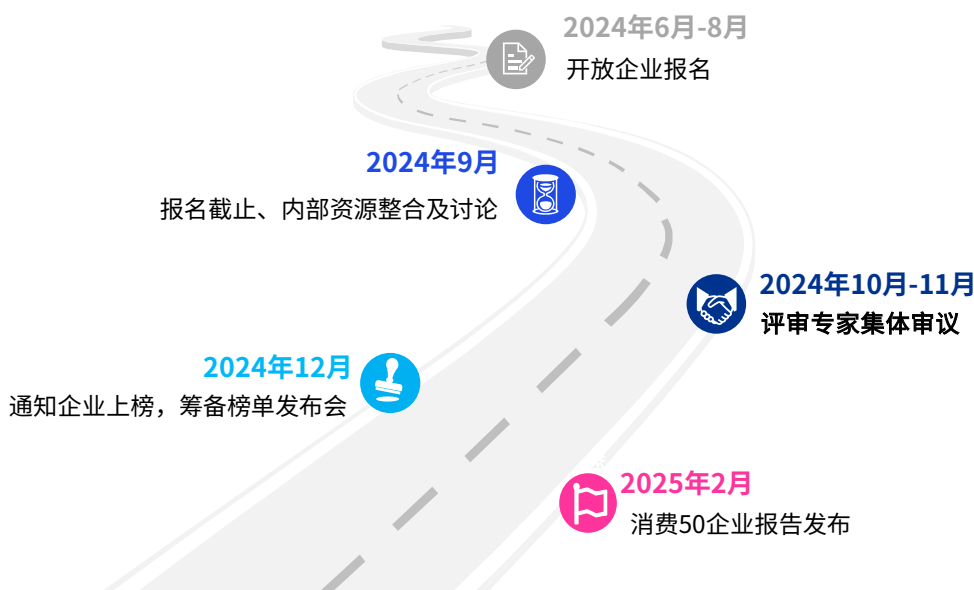 2024年6月-8月
开放企业报名
2024年9月
报名截止、内部资源整合及讨论
2024年10月-11月
评审专家集体审议
2024年12月
通知企业上榜，筹备榜单发布会
2025年2月
消费50企业报告发布